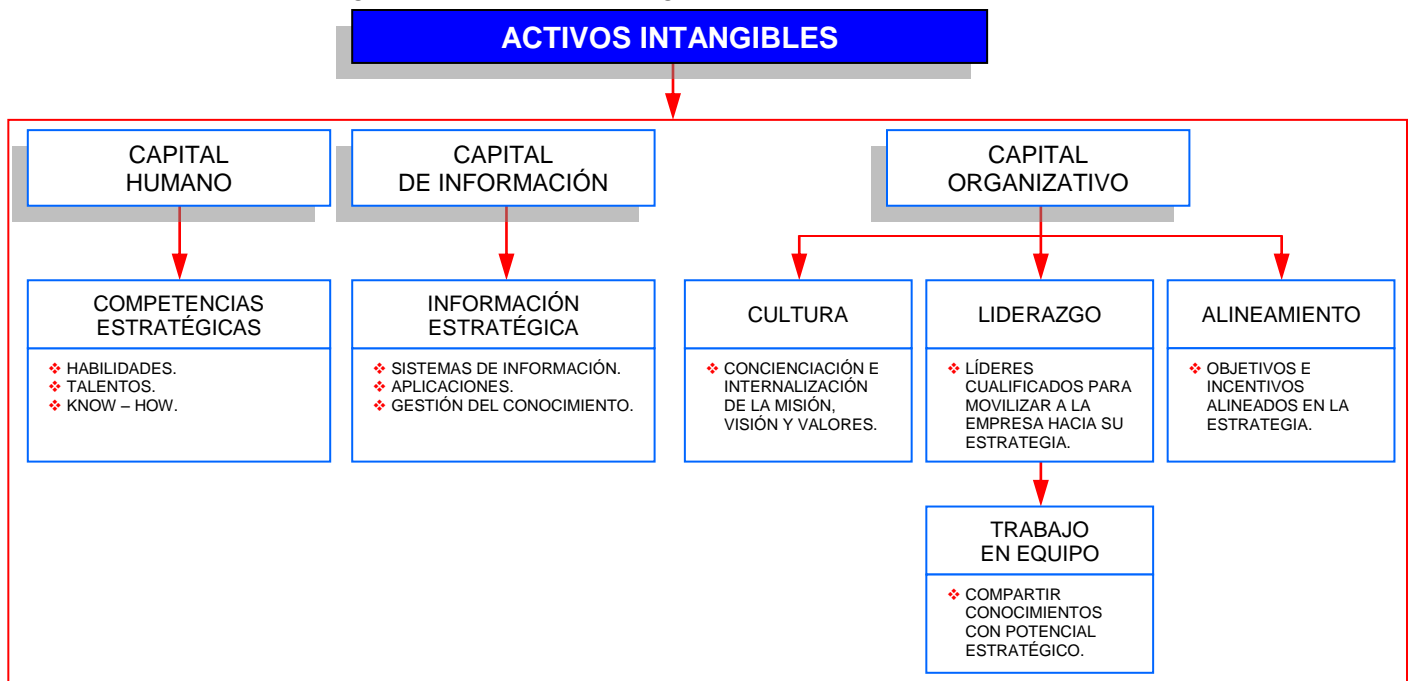 ACTIVOS INTANGIBLES
CAPITAL
HUMANO
CAPITAL
DE INFORMACIÓN
CAPITAL
ORGANIZATIVO
COMPETENCIAS
ESTRATÉGICAS
❖ HABILIDADES.
❖ TALENTOS.
❖ KNOW – HOW.
INFORMACIÓN
ESTRATÉGICA
❖ SISTEMAS DE INFORMACIÓN.
❖ APLICACIONES.
❖ GESTIÓN DEL CONOCIMIENTO.
CULTURA
❖ CONCIENCIACIÓN E
INTERNALIZACIÓN
DE LA MISIÓN,
VISIÓN Y VALORES.
LIDERAZGO
❖ LÍDERES
CUALIFICADOS PARA
MOVILIZAR A LA
EMPRESA HACIA SU
ESTRATEGIA.
ALINEAMIENTO
❖ OBJETIVOS E
INCENTIVOS
ALINEADOS EN LA
ESTRATEGIA.
TRABAJO
EN EQUIPO
❖ COMPARTIR
CONOCIMIENTOS
CON POTENCIAL
ESTRATÉGICO.